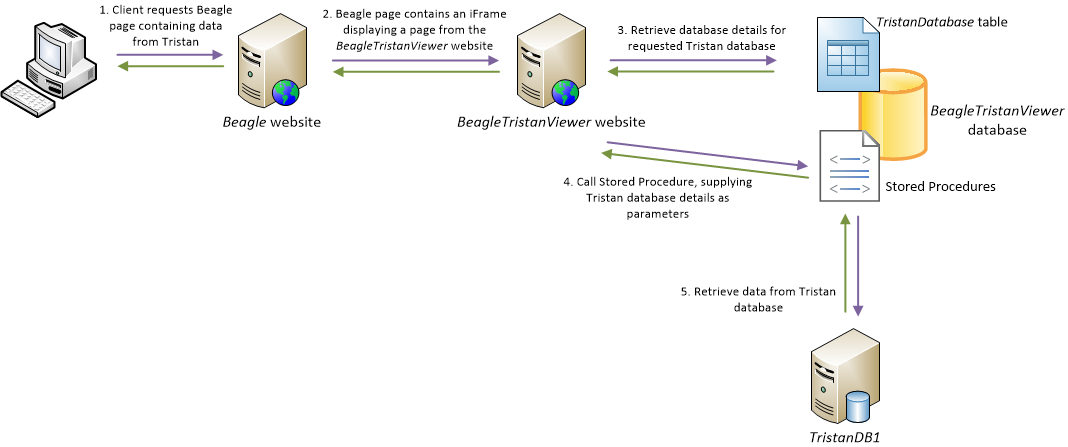 1. Client requests Beagle
page containing data
from Tristan
2. Beagle page contains an iFrame
displaying a page from the
BeagleTristanViewer website
3. Retrieve database details for
requested Tristan database
TristanDatabase table
Beagle website
BeagleTristanViewer website
BeagleTristanViewer
database
4. Call Stored Procedure, supplying
Tristan database details as
parameters
Stored Procedures
5. Retrieve data from Tristan
database
TristanDB1